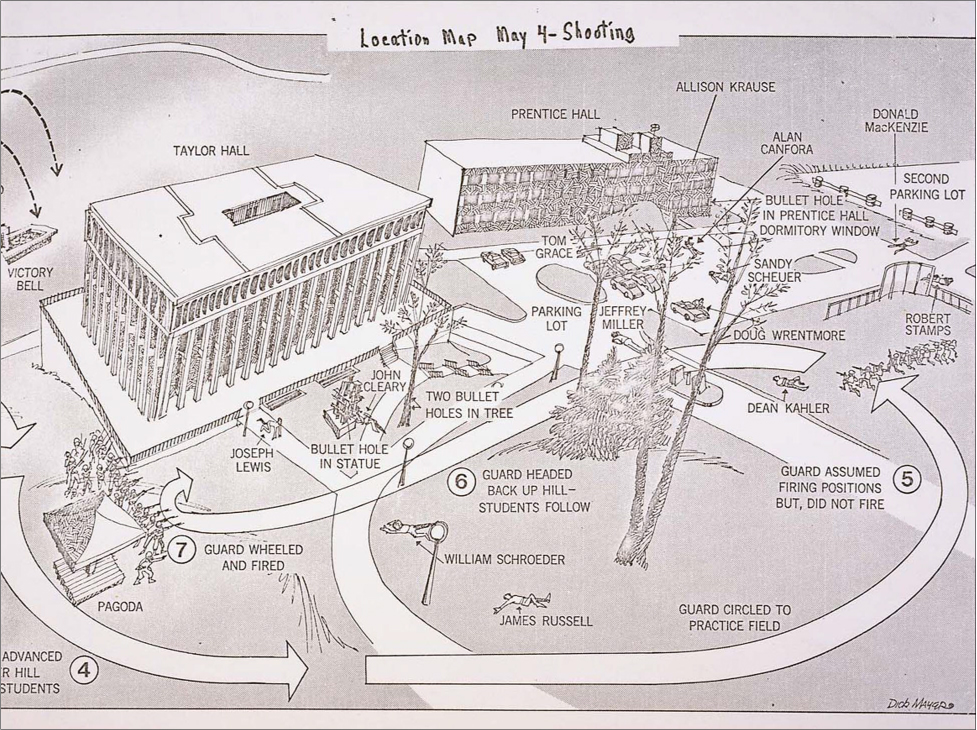 Location Map May 4-Shooting
ALLISON KRAUSE
PRENTICE HALL
DONALD
MacKENZIE
ALAN
CANFORA
TAYLOR HALL
SECOND
PARKING LOT
BULLET HOLE
IN PRENTICE HALL
DORMITORY WINDOW
TOM
GRACE
VICTORY
BELL
SANDY
SCHEUER
PARKING
LOT
JEFFREY
MILLER
ROBERT
STAMPS
DOUG WRENTMORE
JOHN
CLEARY
TWO BULLET
HOLES IN TREE
DEAN KAHLER
JOSEPH
LEWIS
BULLET HOLE
IN STATUE
6
GUARD HEADED
BACK UP HILL-
STUDENTS FOLLOW
GUARD ASSUMED
FIRING POSITIONS
BUT, DID NOT FIRE
5
7
GUARD WHEELED
AND FIRED
WILLIAM SCHROEDER
PAGODA
JAMES RUSSELL
GUARD CIRCLED TO
PRACTICE FIELD
ADVANCED
R HILL
STUDENTS
4
Dick Mayer